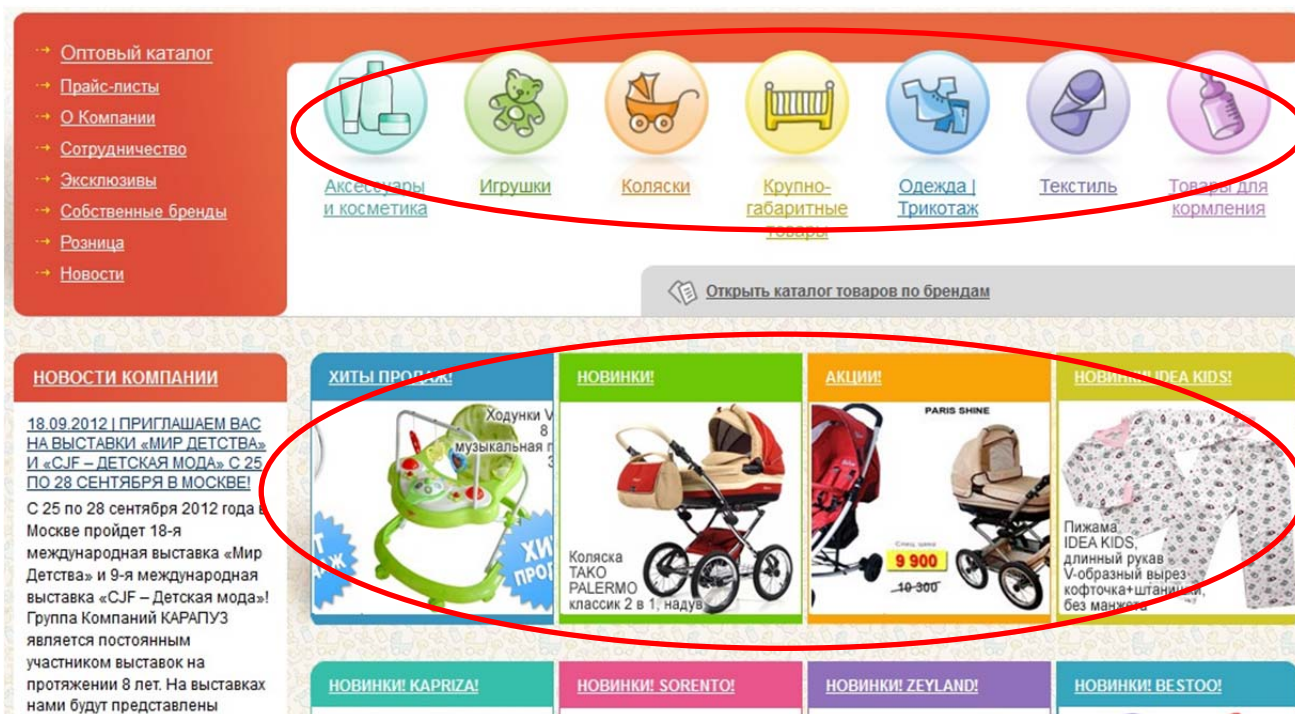 Оптовый каталог
Прайс-листы
О Компании
Сотрудничество
Эксклюзивы
Собственные бренды
Розница
Новости
Аксессуары
и косметика
Игрушки
Коляски
Крупно-
габаритные
товары
Одежда |
Трикотаж
Текстиль
Товары для
кормления
Открыть каталог товаров по брендам
НОВОСТИ КОМПАНИИ
18.09.2012 | ПРИГЛАШАЕМ ВАС
НА ВЫСТАВКИ «МИР ДЕТСТВА»
И «CJF – ДЕТСКАЯ МОДА» С 25
ПО 28 СЕНТЯБРЯ В МОСКВЕ!
С 25 по 28 сентября 2012 года в
Москве пройдет 18-я
международная выставка «Мир
Детства» и 9-я международная
выставка «CJF – Детская мода»!
Группа Компаний КАРАПУЗ
является постоянным
участником выставок на
протяжении 8 лет. На выставках
нами будут представлены
ХИТЫ ПРОДАЖ!
Ходунки V
8
музыкальная п
НОВИНКИ!
Коляска
TAKO
PALERMO
классик 2 в 1, надув
АКЦИИ!
PARIS SHINE
Спец. цена
9 900
10 300
НОВИНКИ! IDEA KIDS!
Пижама
IDEA KIDS,
длинный рукав
V-образный вырез
кофточка+штанишки,
без манжета
НОВИНКИ! KAPRIZA!
НОВИНКИ! SORENTO!
НОВИНКИ! ZEYLAND!
НОВИНКИ! BESTOO!